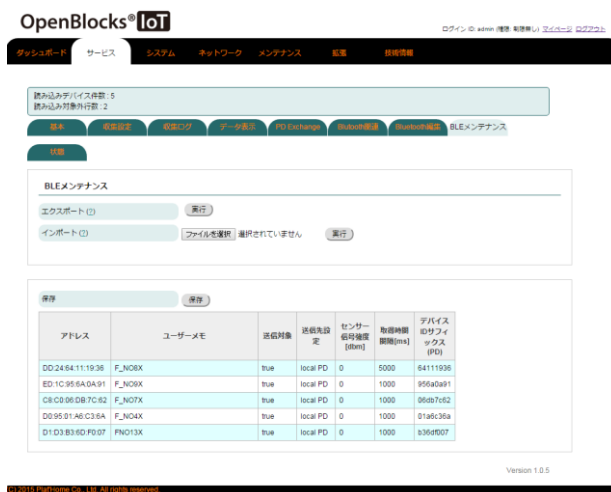 OpenBlocks® IoT
ログイン ID: admin (権限: 制限無し) マイページ ログアウト
ダッシュボード サービス システム ネットワーク メンテナンス 拡張 技術情報
読み込みデバイス件数 : 5
読み込み対象外行数 : 2
基本 収集設定 収集ログ データ表示 PD Exchange Bluetooth関連 Bluetooth編集 BLEメンテナンス
状態
BLEメンテナンス
エクスポート (?) 実行
インポート (?) ファイルを選択 選択されていません 実行
保存 保存
アドレス ユーザーメモ 送信対象 送信先設定 センサー信号強度[dbm] 取得時間間隔[ms] デバイスIDサフィックス(PD)
DD:24:64:11:19:36 F_NO8X true local PD 0 5000 64111936
ED:1C:95:6A:0A:91 F_NO9X true local PD 0 1000 956a0a91
C8:C0:06:DB:7C:62 F_NO7X true local PD 0 1000 06db7c62
D0:95:01:A6:C3:6A F_NO4X true local PD 0 1000 01a6c36a
D1:D3:B3:6D:F0:07 FNO13X true local PD 0 1000 b36df007
Version 1.0.5
(C) 2015 Plat'Home Co., Ltd. All rights reserved.